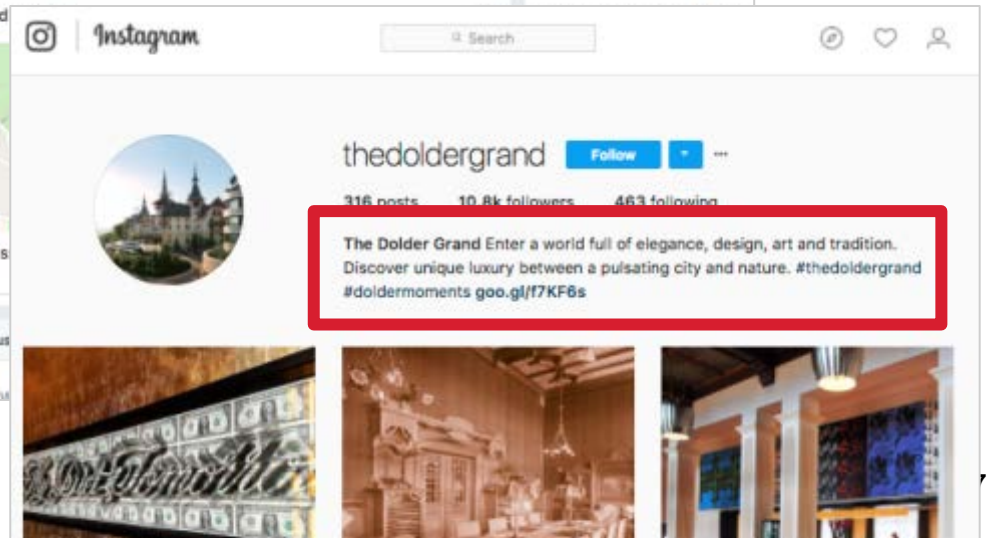 Instagram
Search
thedoldergrand Follow
316 posts 10.8k followers 463 following
The Dolder Grand Enter a world full of elegance, design, art and tradition.
Discover unique luxury between a pulsating city and nature. #thedoldergrand
#doldermoments goo.gl/f7KF6s